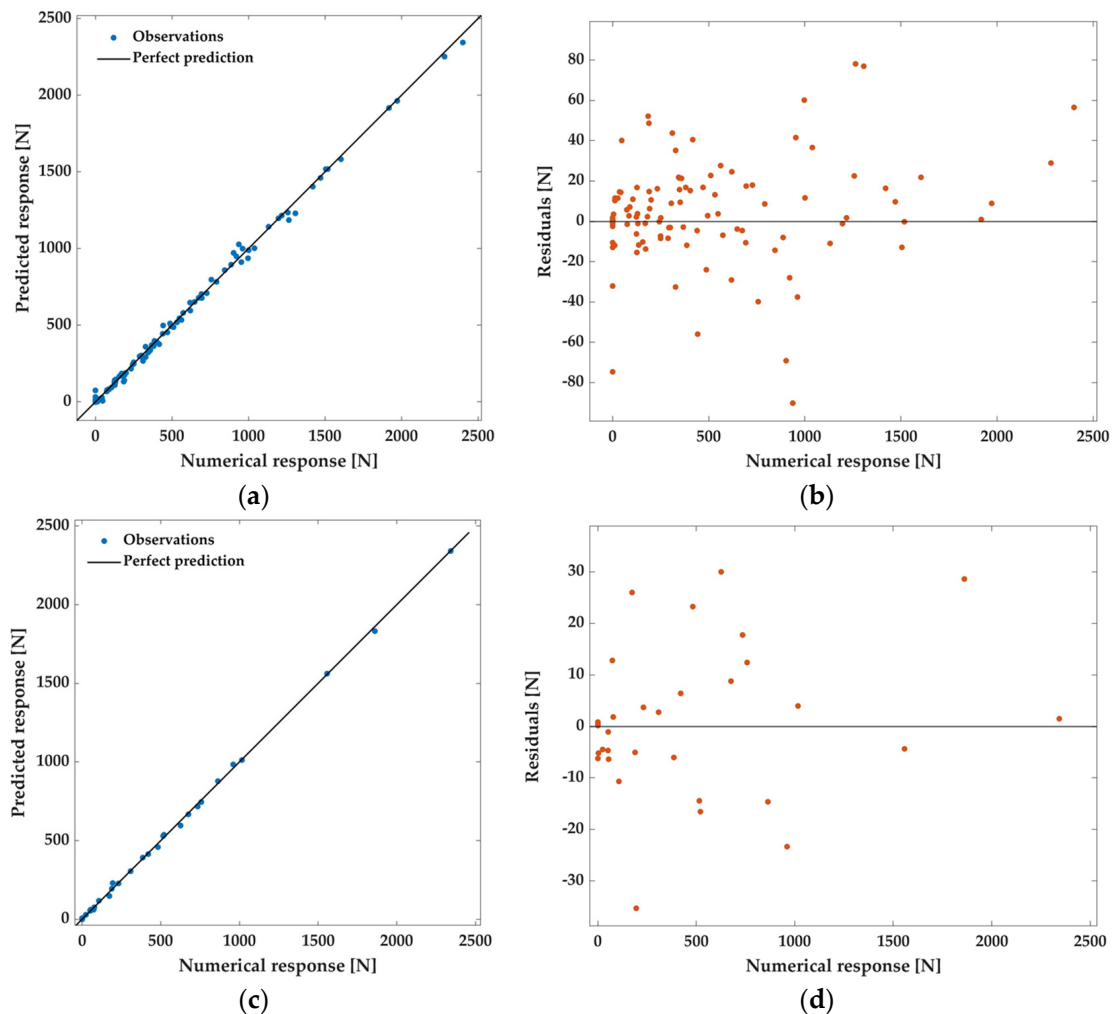 2500
2000
1500
1000
500
0
Predicted response [N]
Observations
Perfect prediction
0 500 1000 1500 2000 2500
Numerical response [N]
(a)
80
60
40
20
0
-20
-40
-60
-80
Residuals [N]
0 500 1000 1500 2000 2500
Numerical response [N]
(b)
2500
2000
1500
1000
500
0
Predicted response [N]
Observations
Perfect prediction
0 500 1000 1500 2000 2500
Numerical response [N]
(c)
30
20
10
0
-10
-20
-30
Residuals [N]
0 500 1000 1500 2000 2500
Numerical response [N]
(d)